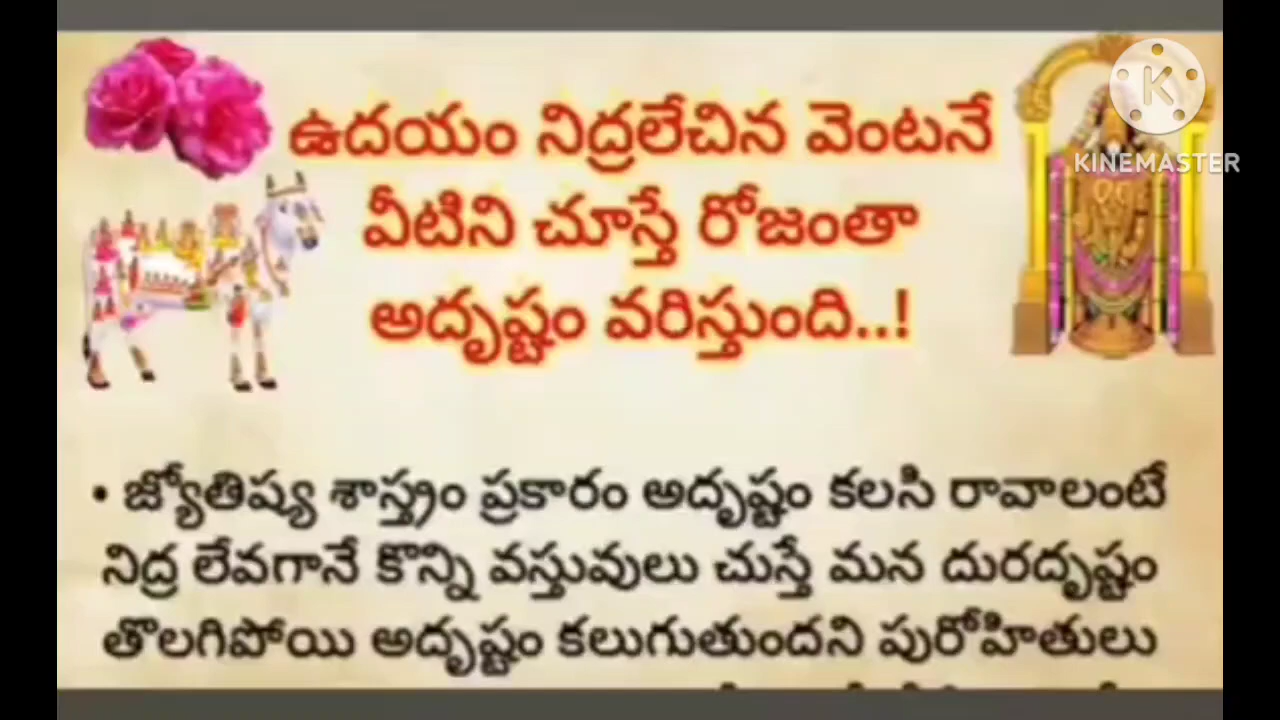 ఉదయం నిద్రలేచిన వెంటనే
వీటిని చూస్తే రోజంతా
అదృష్టం వరిస్తుంది..!
K
KINEMASTER
• జ్యోతిష్య శాస్త్రం ప్రకారం అదృష్టం కలసి రావాలంటే
నిద్ర లేవగానే కొన్ని వస్తువులు చుస్తే మన దురదృష్టం
తొలగిపోయి అదృష్టం కలుగుతుందని పురోహితులు